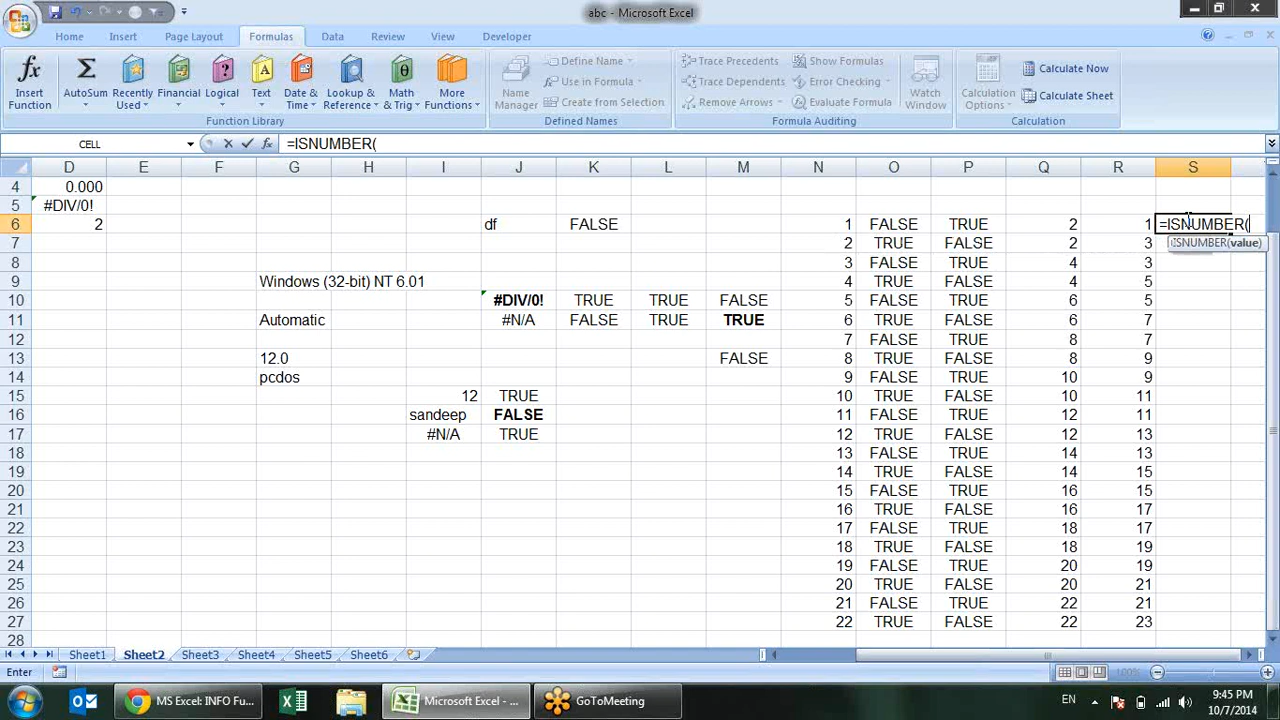 abc - Microsoft Excel
Home Insert Page Layout Formulas Data Review View Developer
Insert Function
AutoSum
Recently Used
Financial
Logical
Text
Date & Time
Lookup & Reference
Math & Trig
More Functions
Function Library
Name Manager
Define Name
Use in Formula
Create from Selection
Defined Names
Trace Precedents
Trace Dependents
Remove Arrows
Show Formulas
Error Checking
Evaluate Formula
Formula Auditing
Watch Window
Calculation Options
Calculate Now
Calculate Sheet
Calculation
CELL fx =ISNUMBER(
D E F G H I J K L M N O P Q R S
4 0.000
5 #DIV/0!
6 2 df FALSE 1 FALSE TRUE 2 1 =ISNUMBER(
7 2 TRUE FALSE 2 3 ISNUMBER(value)
8 3 FALSE TRUE 4 3
9 Windows (32-bit) NT 6.01 4 TRUE FALSE 4 5
10 #DIV/0! TRUE TRUE FALSE 5 FALSE TRUE 6 5
11 Automatic #N/A FALSE TRUE TRUE 6 TRUE FALSE 6 7
12 7 FALSE TRUE 8 7
13 12.0 FALSE 8 TRUE FALSE 8 9
14 pcdos 9 FALSE TRUE 10 9
15 12 TRUE 10 TRUE FALSE 10 11
16 sandeep FALSE 11 FALSE TRUE 12 11
17 #N/A TRUE 12 TRUE FALSE 12 13
18 13 FALSE TRUE 14 13
19 14 TRUE FALSE 14 15
20 15 FALSE TRUE 16 15
21 16 TRUE FALSE 16 17
22 17 FALSE TRUE 18 17
23 18 TRUE FALSE 18 19
24 19 FALSE TRUE 20 19
25 20 TRUE FALSE 20 21
26 21 FALSE TRUE 22 21
27 22 TRUE FALSE 22 23
28
Sheet1 Sheet2 Sheet3 Sheet4 Sheet5 Sheet6
Enter 100%
MS Excel: INFO Fu... Microsoft Excel - ... GoToMeeting EN 9:45 PM
10/7/2014